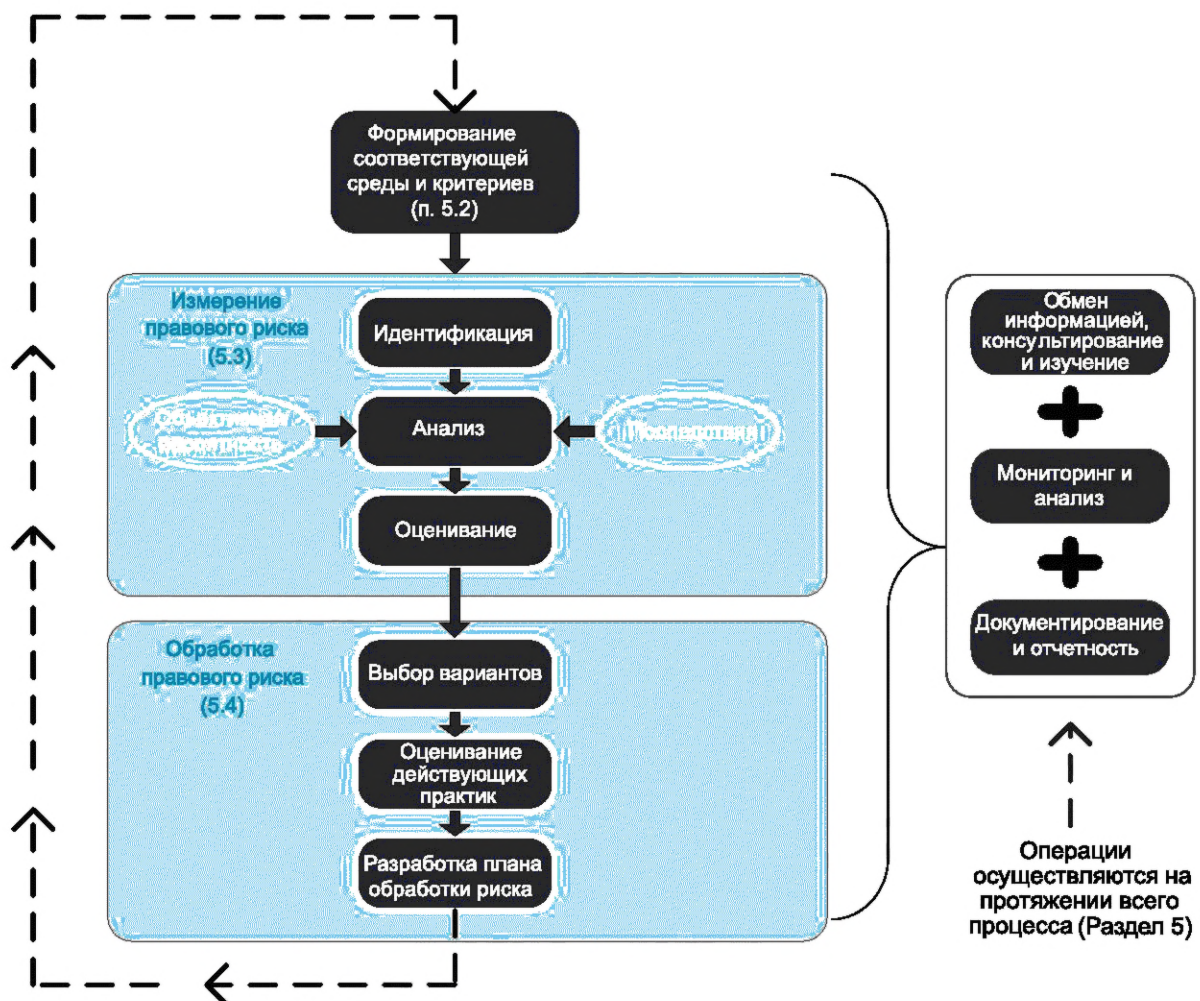 Формирование
соответствующей
среды и критериев
(п. 5.2)
Измерение
правового риска
(5.3)
Идентификация
Анализ
Последствия
Оценивание
Обработка
правового риска
(5.4)
Выбор вариантов
Оценивание
действующих
практик
Разработка плана
обработки риска
Обмен
информацией,
консультирование
и изучение
Мониторинг и
анализ
Документирование
и отчетность
Операции
осуществляются на
протяжении всего
процесса (Раздел 5)